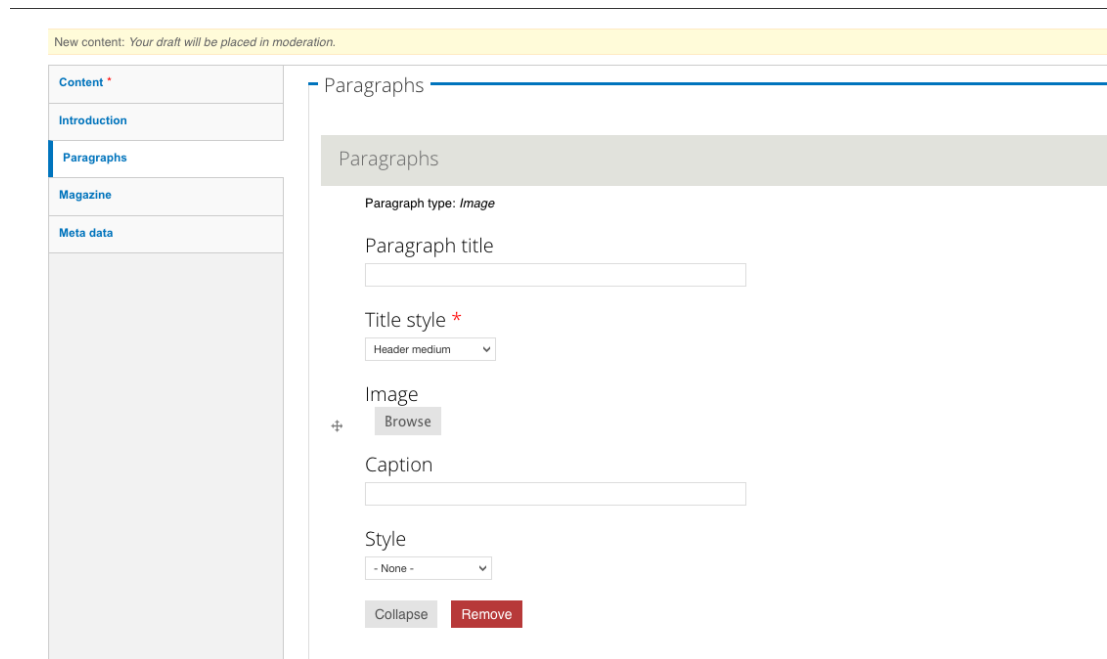 New content: Your draft will be placed in moderation.
Content *
Introduction
Paragraphs
Magazine
Meta data
Paragraphs
Paragraphs
Paragraph type: Image
Paragraph title
Title style *
Header medium
Image
Browse
Caption
Style
- None -
Collapse
Remove